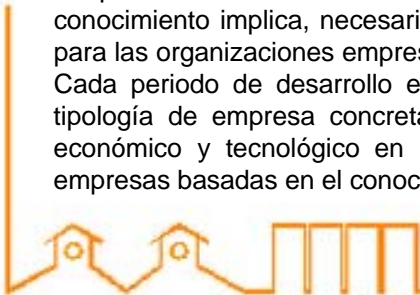 conocimiento implica, necesari
para las organizaciones empres
Cada periodo de desarrollo e
tipología de empresa concreta
económico y tecnológico en
empresas basadas en el conoc